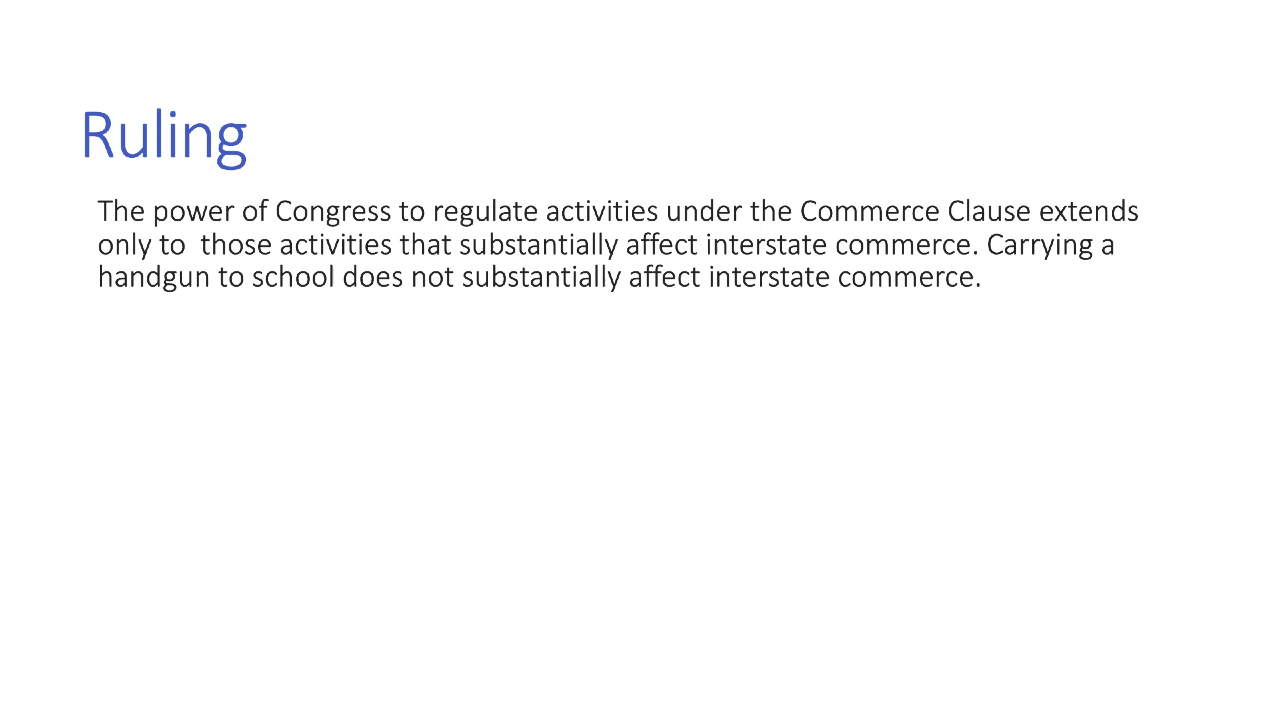 Ruling
The power of Congress to regulate activities under the Commerce Clause extends
only to  those activities that substantially affect interstate commerce. Carrying a
handgun to school does not substantially affect interstate commerce.